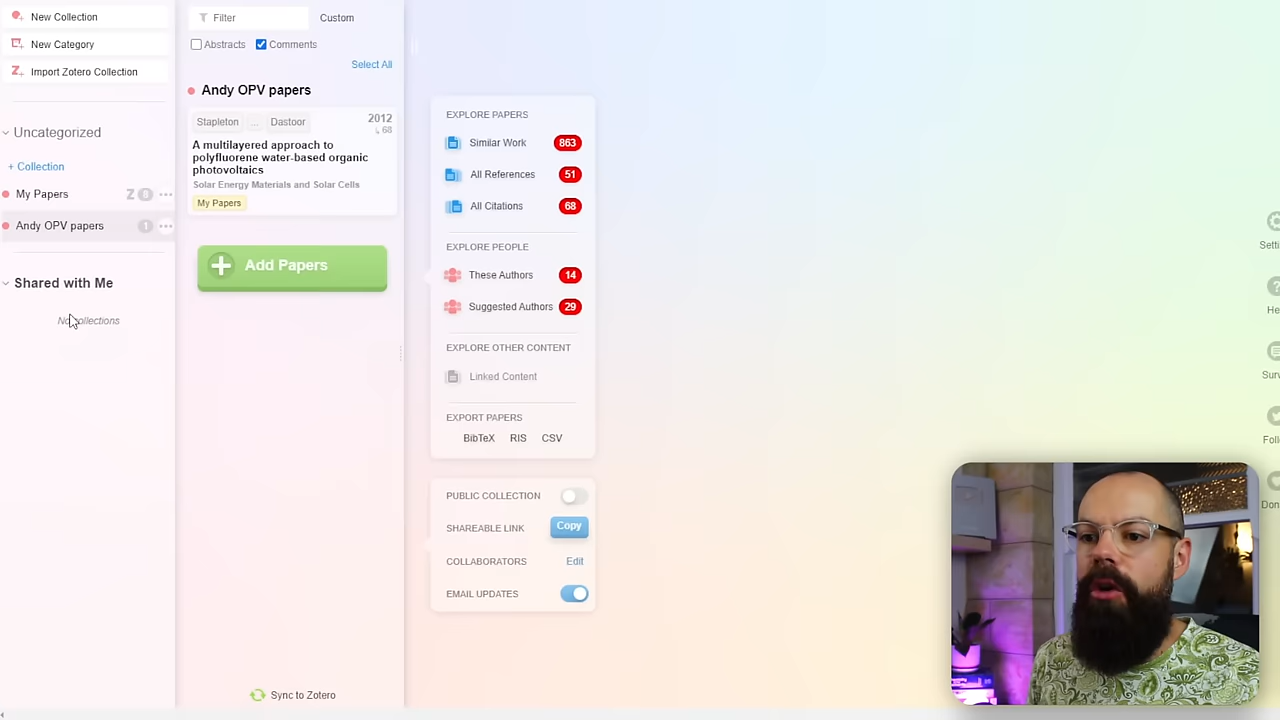 New Collection
New Category
Import Zotero Collection
Uncategorized
+ Collection
My Papers
Z
Andy OPV papers
1
Shared with Me
Filter
Custom
Abstracts
Comments
Select All
Andy OPV papers
Stapleton
...
Dastoor
2012
68
A multilayered approach to
polyfluorene water-based organic
photovoltaics
Solar Energy Materials and Solar Cells
My Papers
Add Papers
Sync to Zotero
EXPLORE PAPERS
Similar Work 863
All References 51
All Citations 68
EXPLORE PEOPLE
These Authors 14
Suggested Authors 29
EXPLORE OTHER CONTENT
Linked Content
EXPORT PAPERS
BibTeX RIS CSV
PUBLIC COLLECTION
SHAREABLE LINK Copy
COLLABORATORS Edit
EMAIL UPDATES